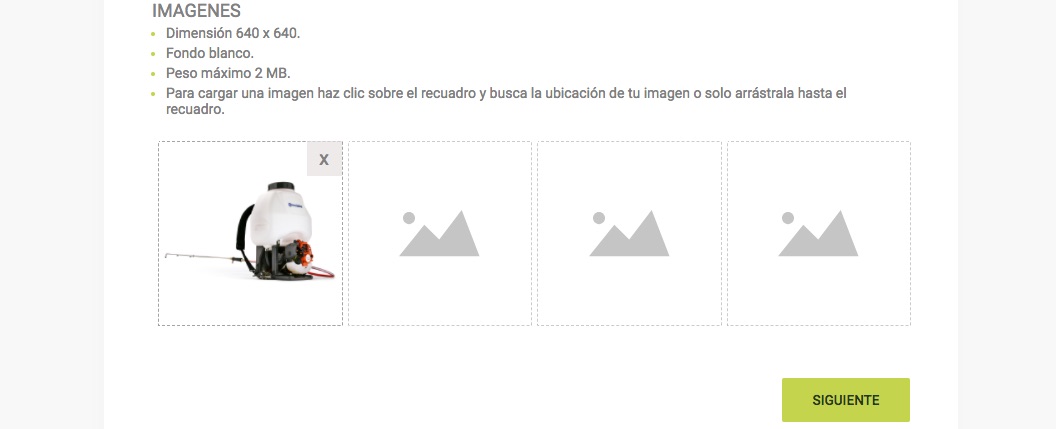 IMAGENES
Dimensión 640 x 640.
Fondo blanco.
Peso máximo 2 MB.
Para cargar una imagen haz clic sobre el recuadro y busca la ubicación de tu imagen o solo arrástrala hasta el
recuadro.
X
SIGUIENTE